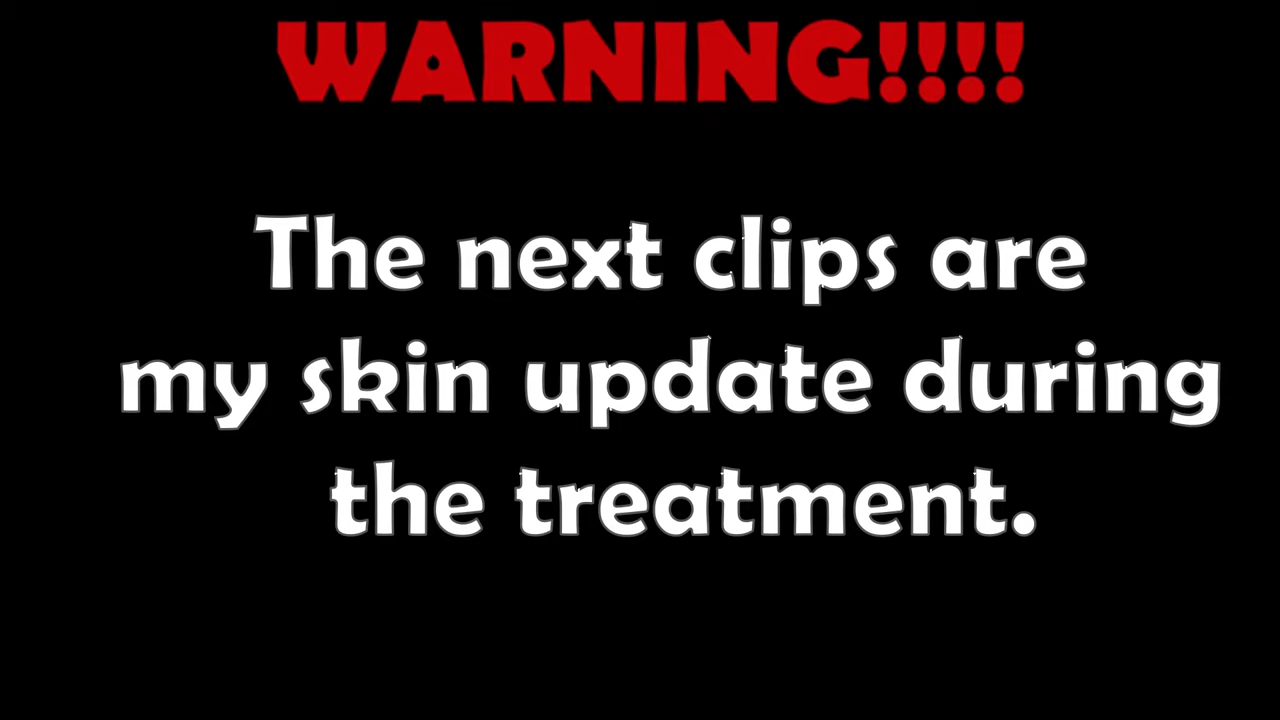 WARNING!!!!
The next clips are
my skin update during
the treatment.